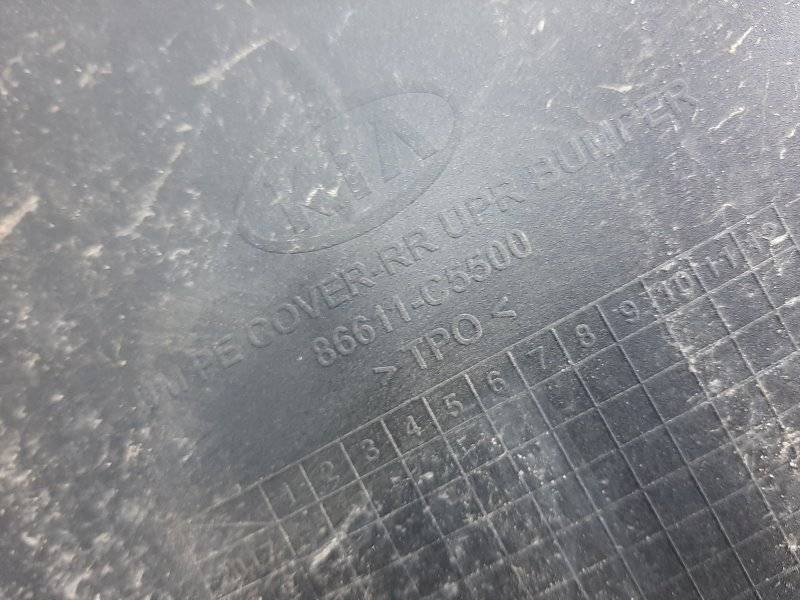 KIA
UM PE COVER-RR UPR BUMPER
86611-C5500
>TPO<
1 2 3 4 5 6 7 8 9 10 11 12